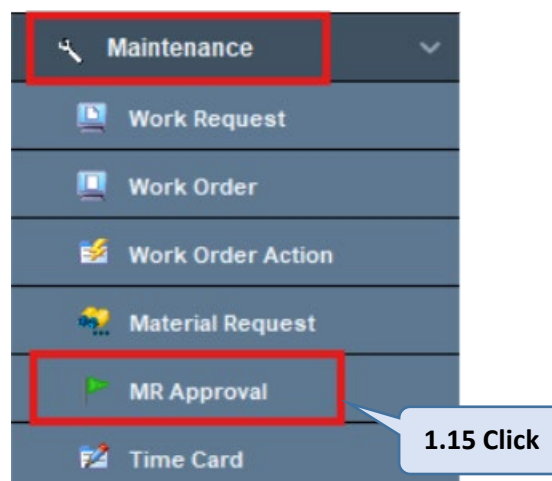 Maintenance
Work Request
Work Order
Work Order Action
Material Request
MR Approval
1.15 Click
Time Card